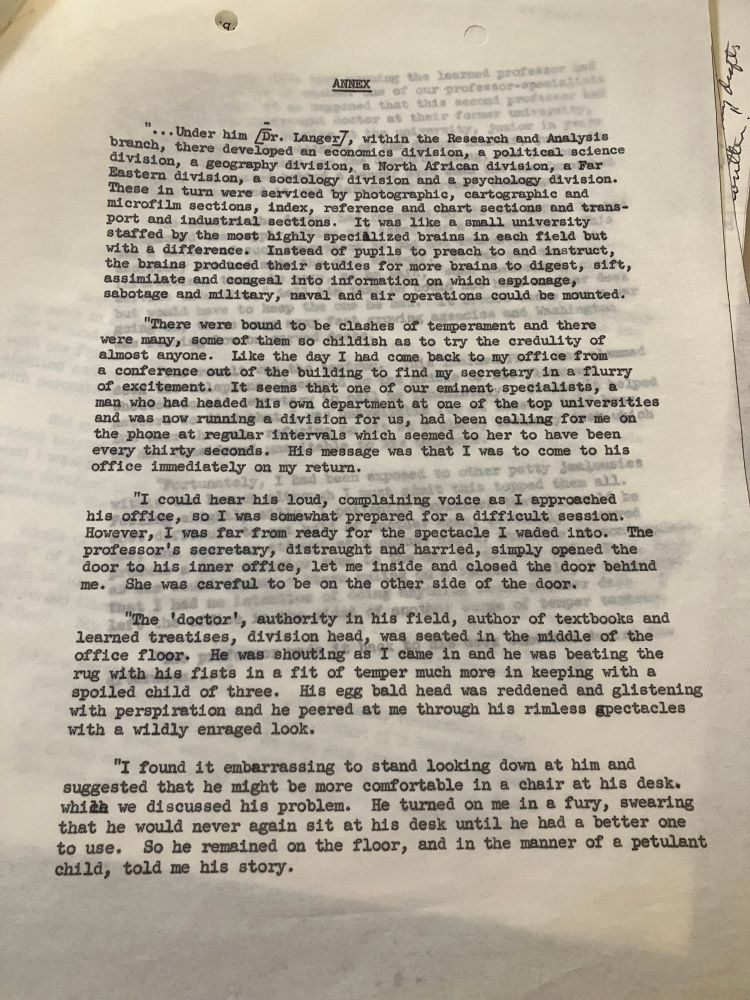 ANNEX
"...Under him /Dr. Langer/, within the Research and Analysis
branch, there developed an economics division, a political science
division, a geography division, a North African division, a Far
Eastern division, a sociology division and a psychology division.
These in turn were serviced by photographic, cartographic and
microfilm sections, index, reference and chart sections and trans-
port and industrial sections. It was like a small university
staffed by the most highly specialized brains in each field but
with a difference. Instead of pupils to preach to and instruct,
the brains produced their studies for more brains to digest, sift,
assimilate and congeal into information on which espionage,
sabotage and military, naval and air operations could be mounted.
"There were bound to be clashes of temperament and there
were many, some of them so childish as to try the credulity of
almost anyone. Like the day I had come back to my office from
a conference out of the building to find my secretary in a flurry
of excitement. It seems that one of our eminent specialists, a
man who had headed his own department at one of the top universities
and was now running a division for us, had been calling for me on
the phone at regular intervals which seemed to her to have been
every thirty seconds. His message was that I was to come to his
office immediately on my return.
"I could hear his loud, complaining voice as I approached
his office, so I was somewhat prepared for a difficult session.
However, I was far from ready for the spectacle I waded into. The
professor's secretary, distraught and harried, simply opened the
door to his inner office, let me inside and closed the door behind
me. She was careful to be on the other side of the door.
"The 'doctor', authority in his field, author of textbooks and
learned treatises, division head, was seated in the middle of the
office floor. He was shouting as I came in and he was beating the
rug with his fists in a fit of temper much more in keeping with a
spoiled child of three. His egg bald head was reddened and glistening
with perspiration and he peered at me through his rimless spectacles
with a wildly enraged look.
"I found it embarrassing to stand looking down at him and
suggested that he might be more comfortable in a chair at his desk.
while we discussed his problem. He turned on me in a fury, swearing
that he would never again sit at his desk until he had a better one
to use. So he remained on the floor, and in the manner of a petulant
child, told me his story.